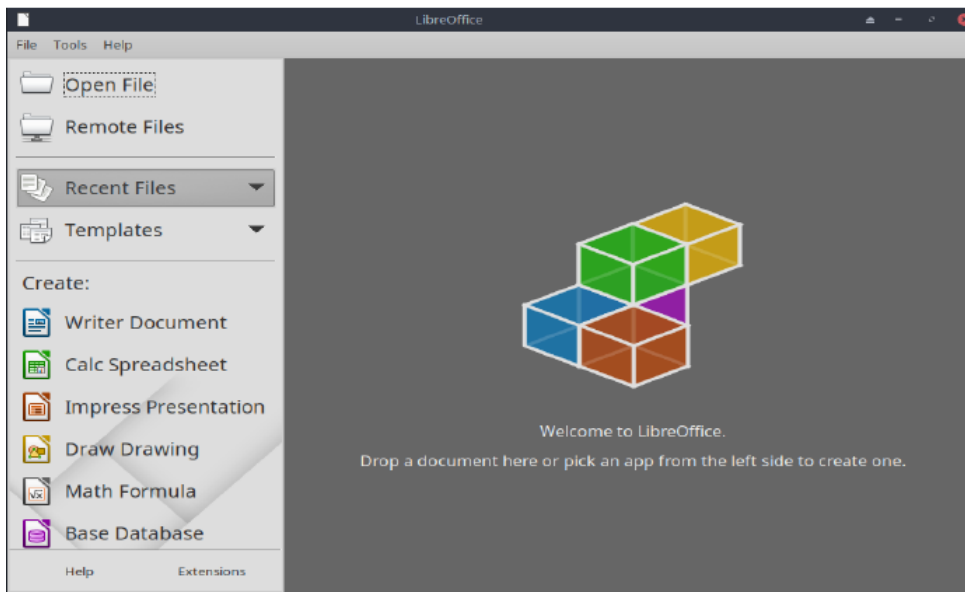 LibreOffice
File Tools Help
Open File
Remote Files
Recent Files
Templates
Create:
Writer Document
Calc Spreadsheet
Impress Presentation
Draw Drawing
Math Formula
Base Database
Help Extensions
Welcome to LibreOffice.
Drop a document here or pick an app from the left side to create one.